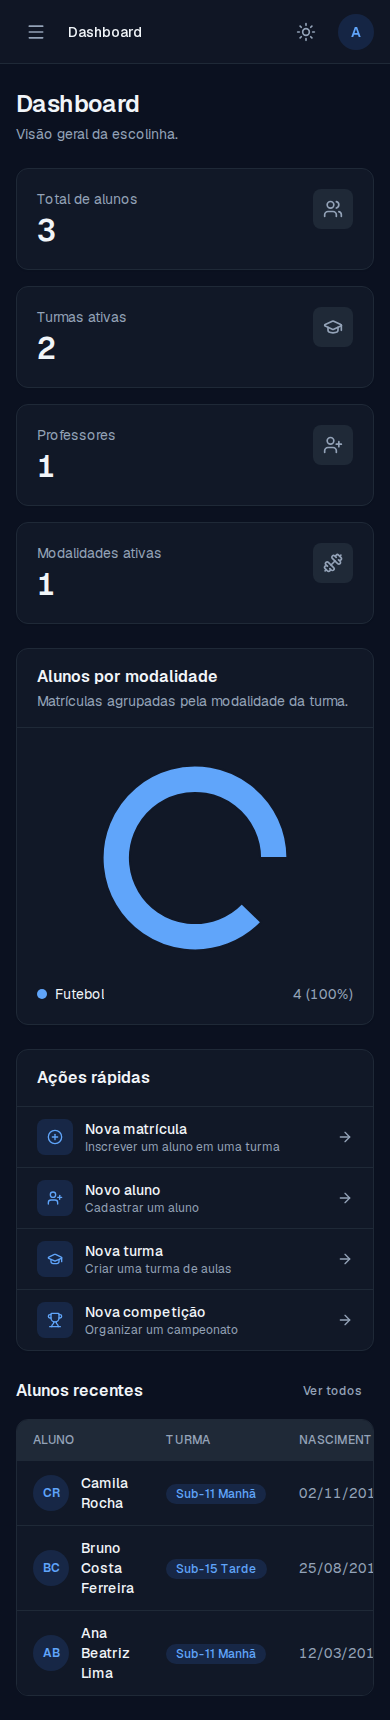 Dashboard
A
Dashboard
Visão geral da escolinha.
Total de alunos
3
Turmas ativas
2
Professores
1
Modalidades ativas
1
Alunos por modalidade
Matrículas agrupadas pela modalidade da turma.
Futebol 4 (100%)
Ações rápidas
Nova matrícula
Inscrever um aluno em uma turma
Novo aluno
Cadastrar um aluno
Nova turma
Criar uma turma de aulas
Nova competição
Organizar um campeonato
Alunos recentes Ver todos
ALUNO TURMA NASCIMENT
CR Camila Rocha Sub-11 Manhã 02/11/201
BC Bruno Costa Ferreira Sub-15 Tarde 25/08/201
AB Ana Beatriz Lima Sub-11 Manhã 12/03/201